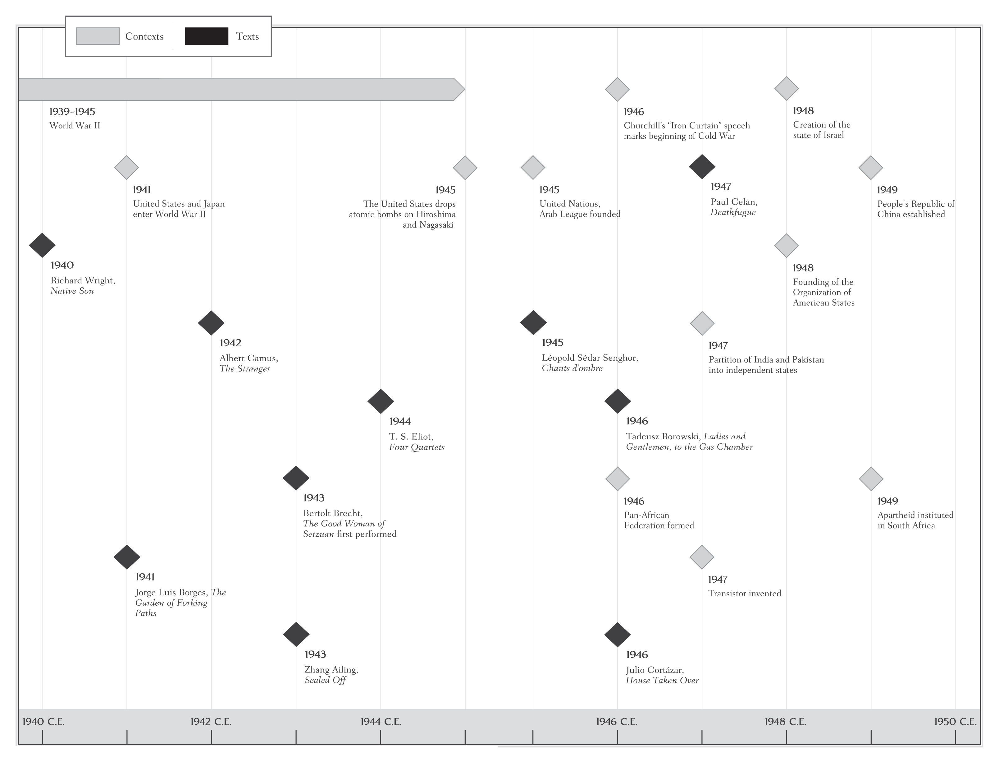 Contexts
Texts
1939–1945
World War II
1946
Churchill’s “Iron Curtain” speech
marks beginning of Cold War
1948
Creation of the
state of Israel
1941
United States and Japan
enter World War II
1945
The United States drops
atomic bombs on Hiroshima
and Nagasaki
1945
United Nations,
Arab League founded
1947
Paul Celan,
Deathfugue
1949
People's Republic of
China established
1940
Richard Wright,
Native Son
1948
Founding of the
Organization of
American States
1942
Albert Camus,
The Stranger
1945
Léopold Sédar Senghor,
Chants d’ombre
1947
Partition of India and Pakistan
into independent states
1944
T. S. Eliot,
Four Quartets
1946
Tadeusz Borowski, Ladies and
Gentlemen, to the Gas Chamber
1943
Bertolt Brecht,
The Good Woman of
Setzuan first performed
1946
Pan-African
Federation formed
1949
Apartheid instituted
in South Africa
1941
Jorge Luis Borges, The
Garden of Forking
Paths
1947
Transistor invented
1943
Zhang Ailing,
Sealed Off
1946
Julio Cortázar,
House Taken Over
1940 C.E.
1942 C.E.
1944 C.E.
1946 C.E.
1948 C.E.
1950 C.E.